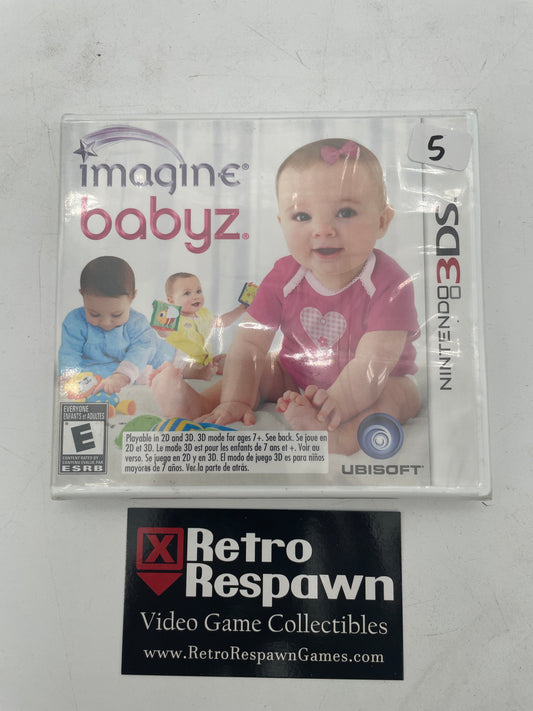 imagine®
babyz®
5
NINTENDO 3DS
EVERYONE
ENFANTS et ADULTES
E
CONTENT RATED BY
CONTENU ÉVALUÉ PAR
ESRB
Playable in 2D and 3D. 3D mode for ages 7+. See back. Se joue en
2D et 3D. Le mode 3D est pour les enfants de 7 ans et +. Voir au
verso. Se juega en 2D y en 3D. El modo de juego 3D es para niños
mayores de 7 años. Ver la parte de atrás.
UBISOFT
X Retro
Respawn
Video Game Collectibles
www.RetroRespawnGames.com